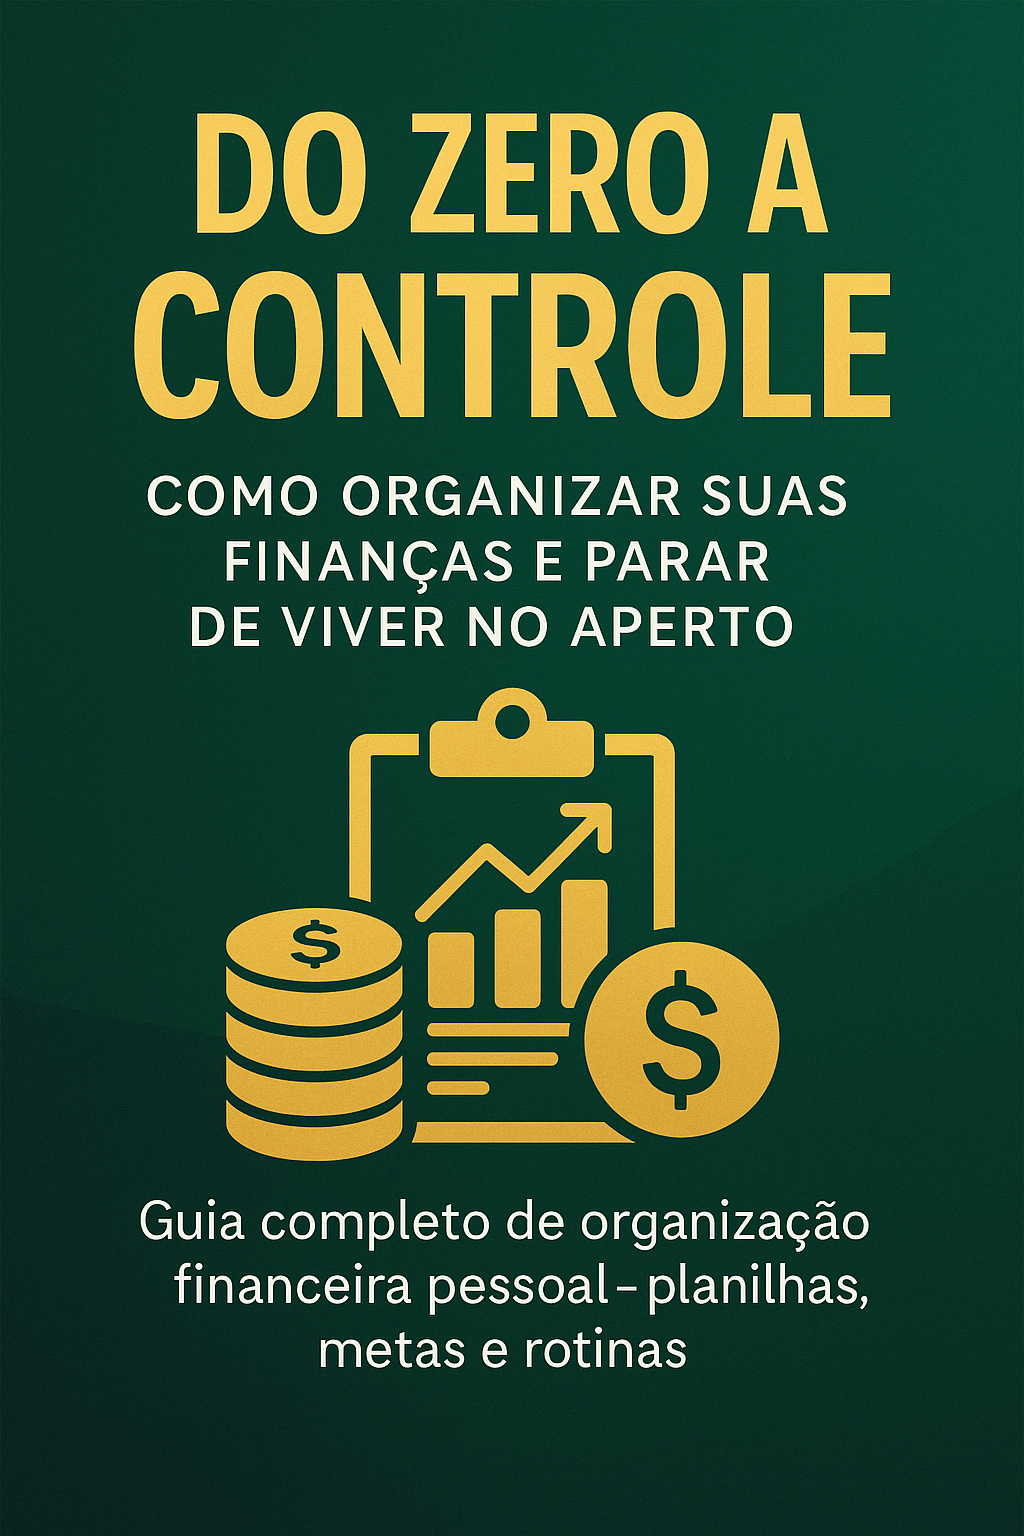 DO ZERO A
CONTROLE
COMO ORGANIZAR SUAS
FINANÇAS E PARAR
DE VIVER NO APERTO
$
$
Guia completo de organização
financeira pessoal – planilhas,
metas e rotinas